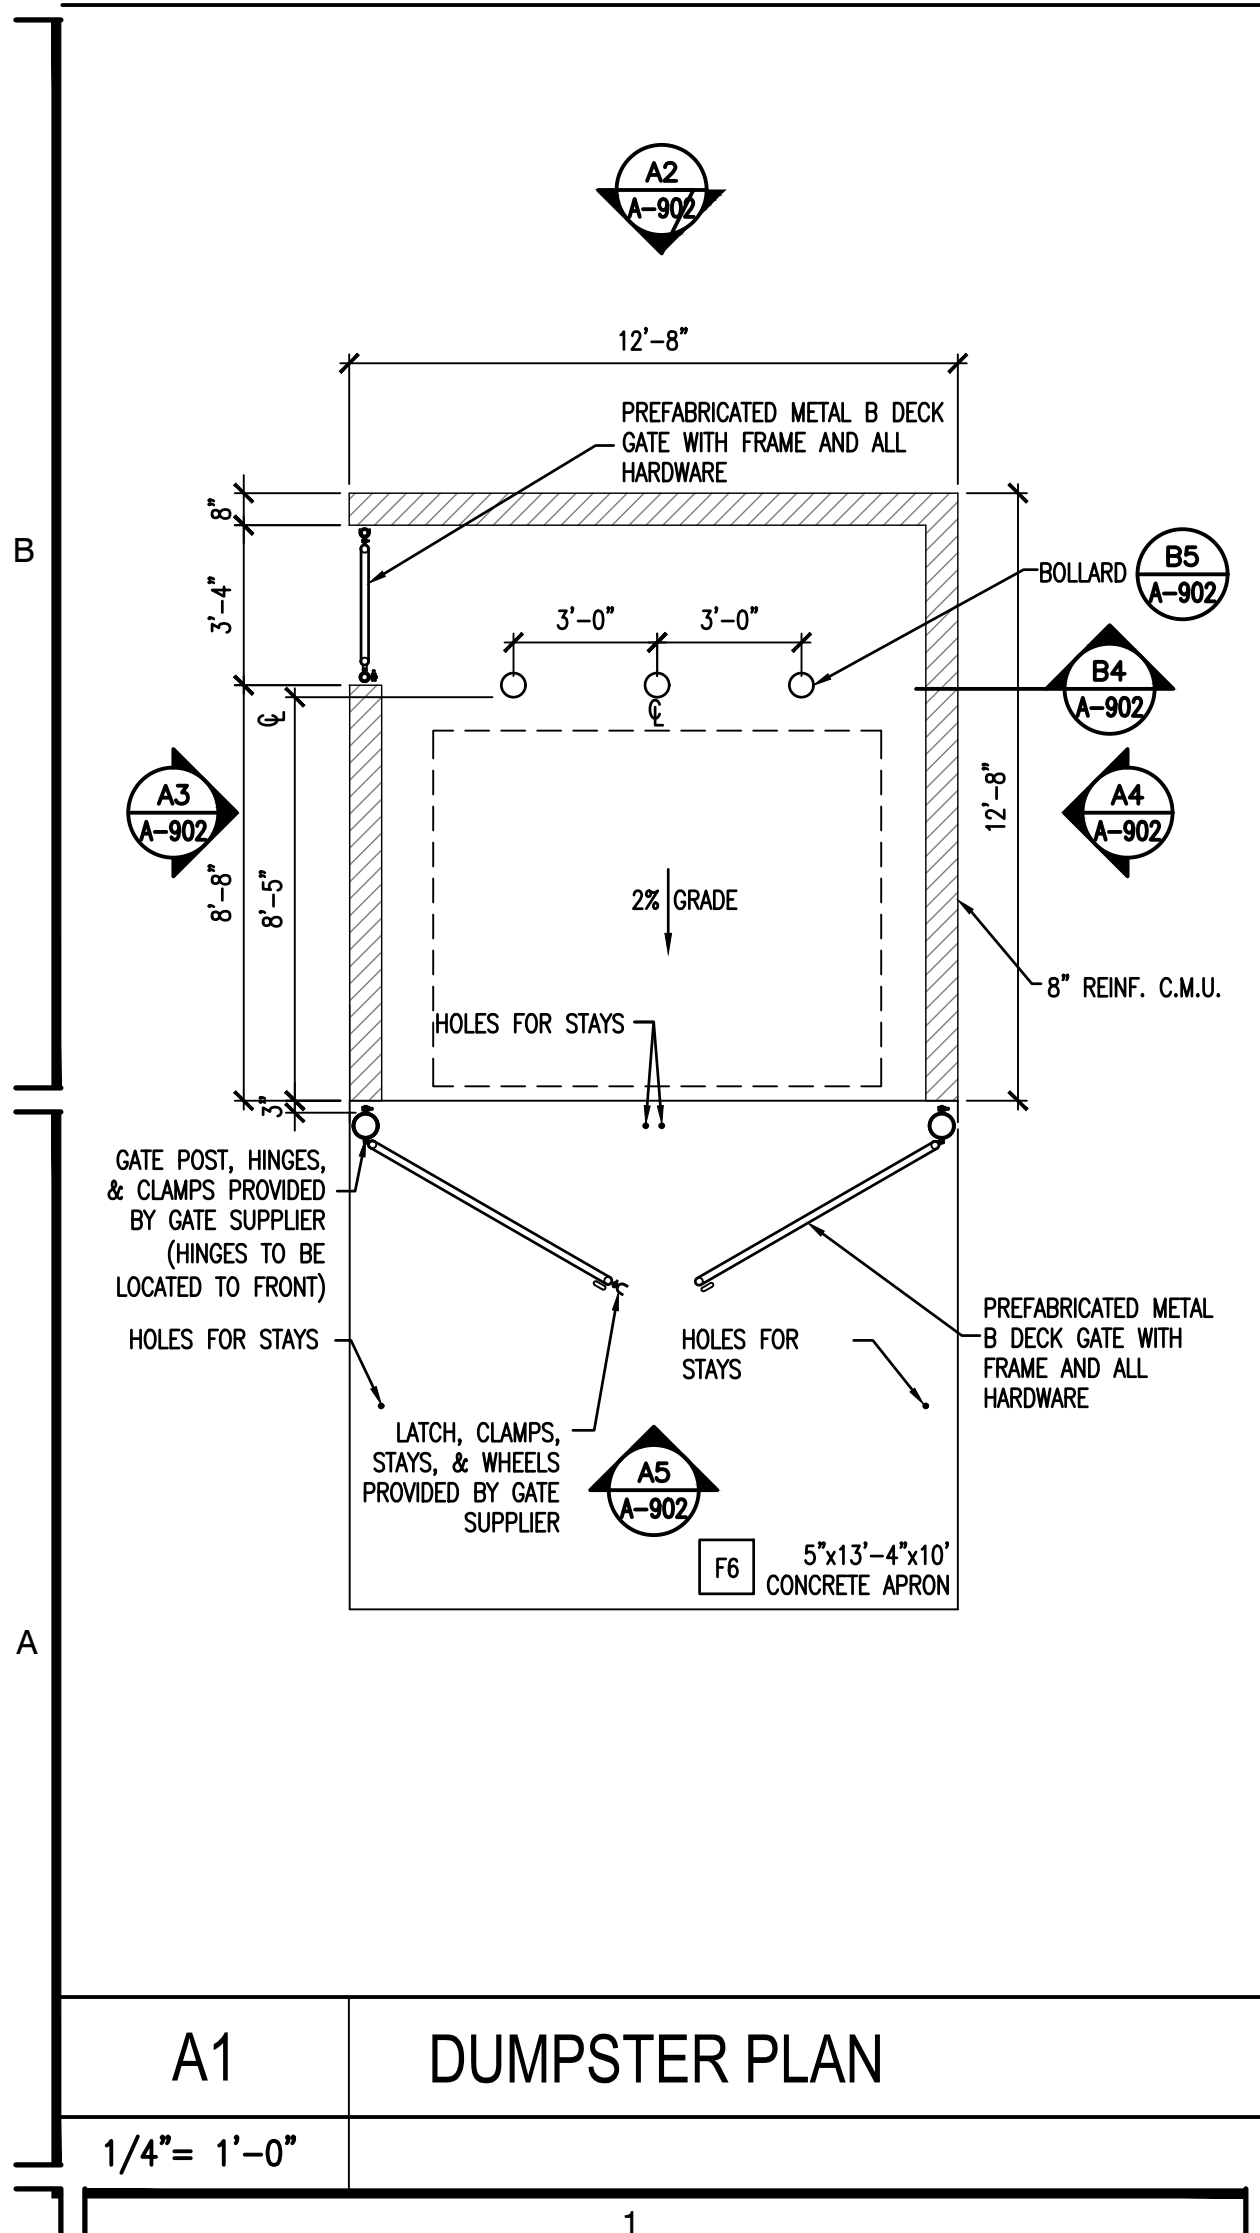 A2
A-902
12'-8"
PREFABRICATED METAL B DECK
GATE WITH FRAME AND ALL
HARDWARE
8"
B
3'-4"
3'-0"
3'-0"
BOLLARD
B5
A-902
B4
A-902
℄
℄
A3
A-902
12'-8"
A4
A-902
8'-8"
8'-5"
2% GRADE
8" REINF. C.M.U.
HOLES FOR STAYS
3"
GATE POST, HINGES,
& CLAMPS PROVIDED
BY GATE SUPPLIER
(HINGES TO BE
LOCATED TO FRONT)
HOLES FOR STAYS
HOLES FOR
STAYS
PREFABRICATED METAL
B DECK GATE WITH
FRAME AND ALL
HARDWARE
LATCH, CLAMPS,
STAYS, & WHEELS
PROVIDED BY GATE
SUPPLIER
A5
A-902
F6
5"x13'-4"x10'
CONCRETE APRON
A
A1
DUMPSTER PLAN
1/4"= 1'-0"
1